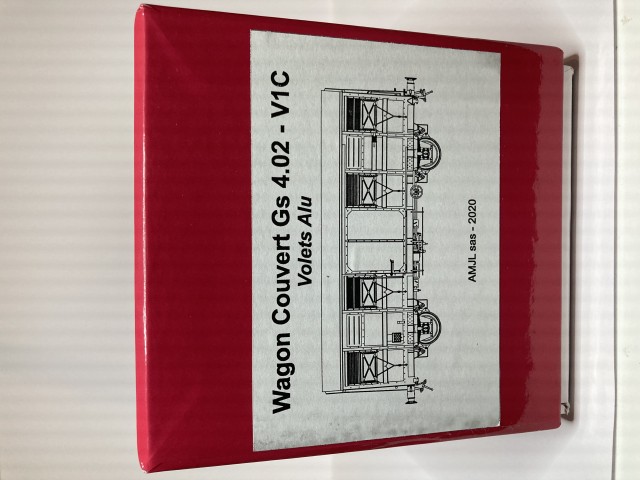 Wagon Couvert Gs 4.02 - V1C
Volets Alu
AMJL sas - 2020